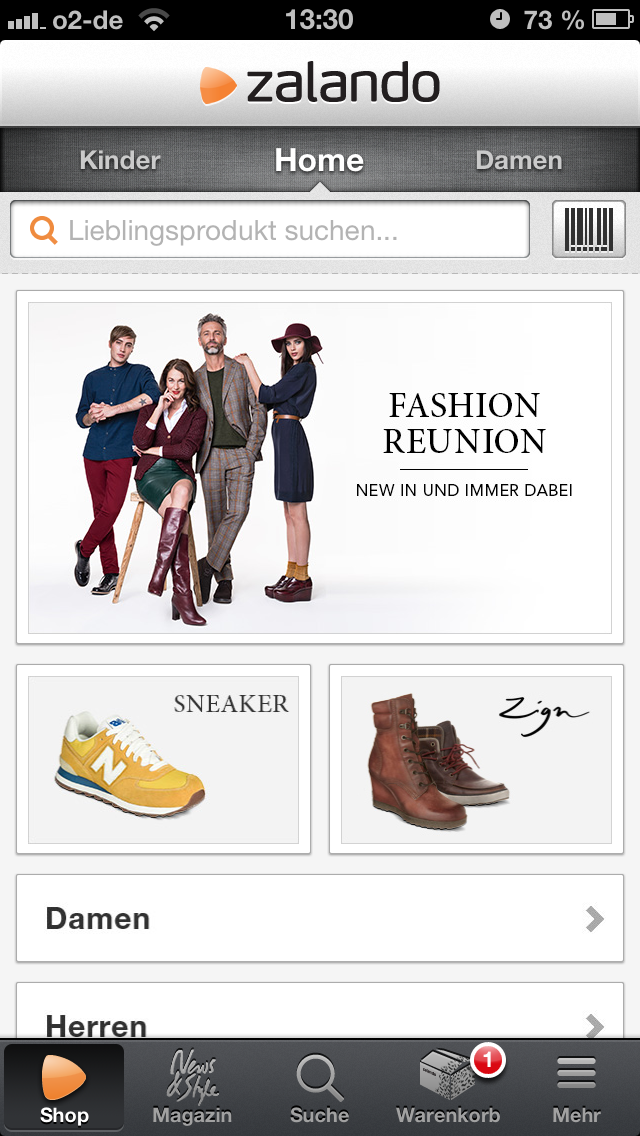 o2-de 13:30 73 %
zalando
Kinder Home Damen
Lieblingsprodukt suchen...
FASHION
REUNION
NEW IN UND IMMER DABEI
SNEAKER
N
Zign
Damen
Herren
News
& Style
1
Shop Magazin Suche Warenkorb Mehr